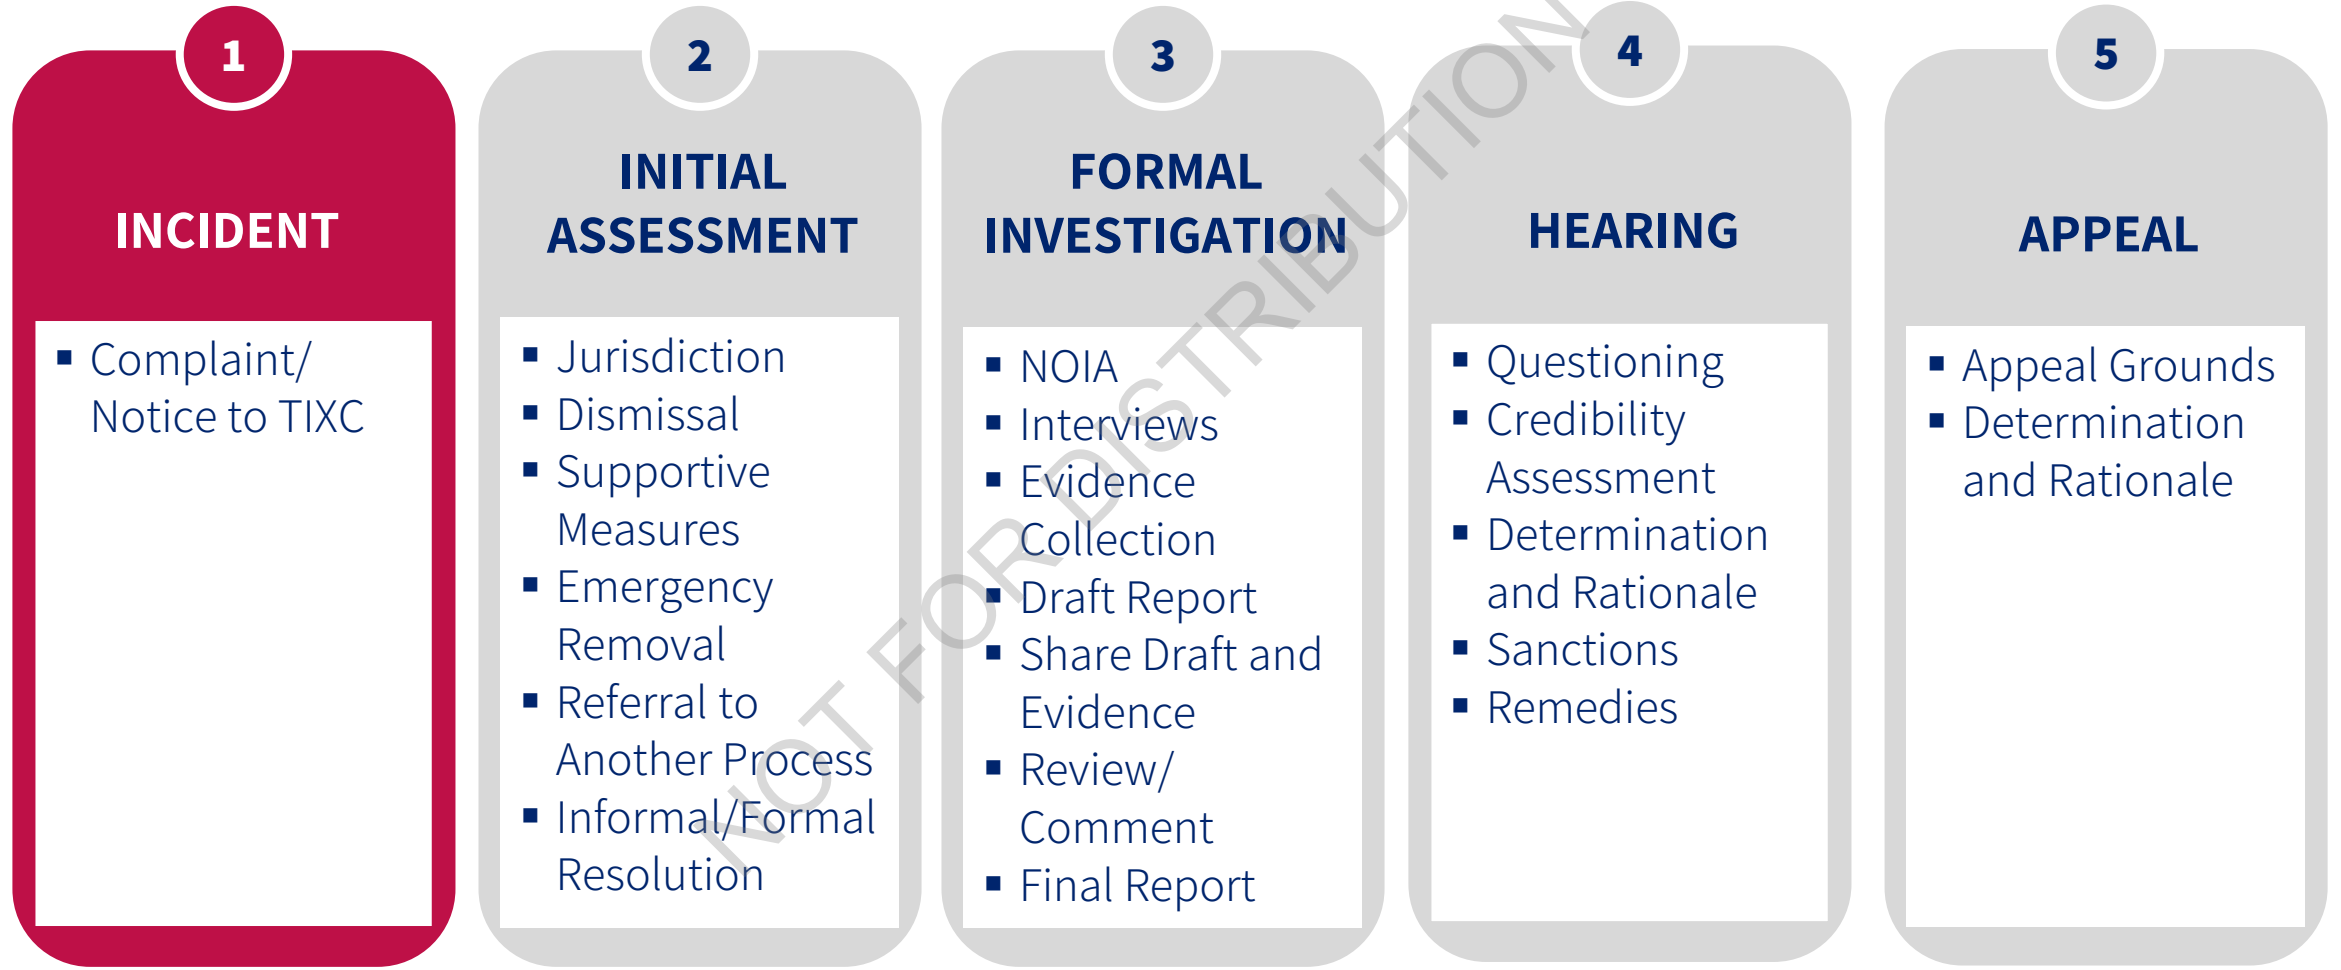 1
INCIDENT
▪ Complaint/
Notice to TIXC
2
INITIAL
ASSESSMENT
▪ Jurisdiction
▪ Dismissal
▪ Supportive
Measures
▪ Emergency
Removal
▪ Referral to
Another Process
▪ Informal/Formal
Resolution
3
FORMAL
INVESTIGATION
▪ NOIA
▪ Interviews
▪ Evidence
Collection
▪ Draft Report
▪ Share Draft and
Evidence
▪ Review/
Comment
▪ Final Report
4
HEARING
▪ Questioning
▪ Credibility
Assessment
▪ Determination
and Rationale
▪ Sanctions
▪ Remedies
5
APPEAL
▪ Appeal Grounds
▪ Determination
and Rationale
NOT FOR DISTRIBUTION